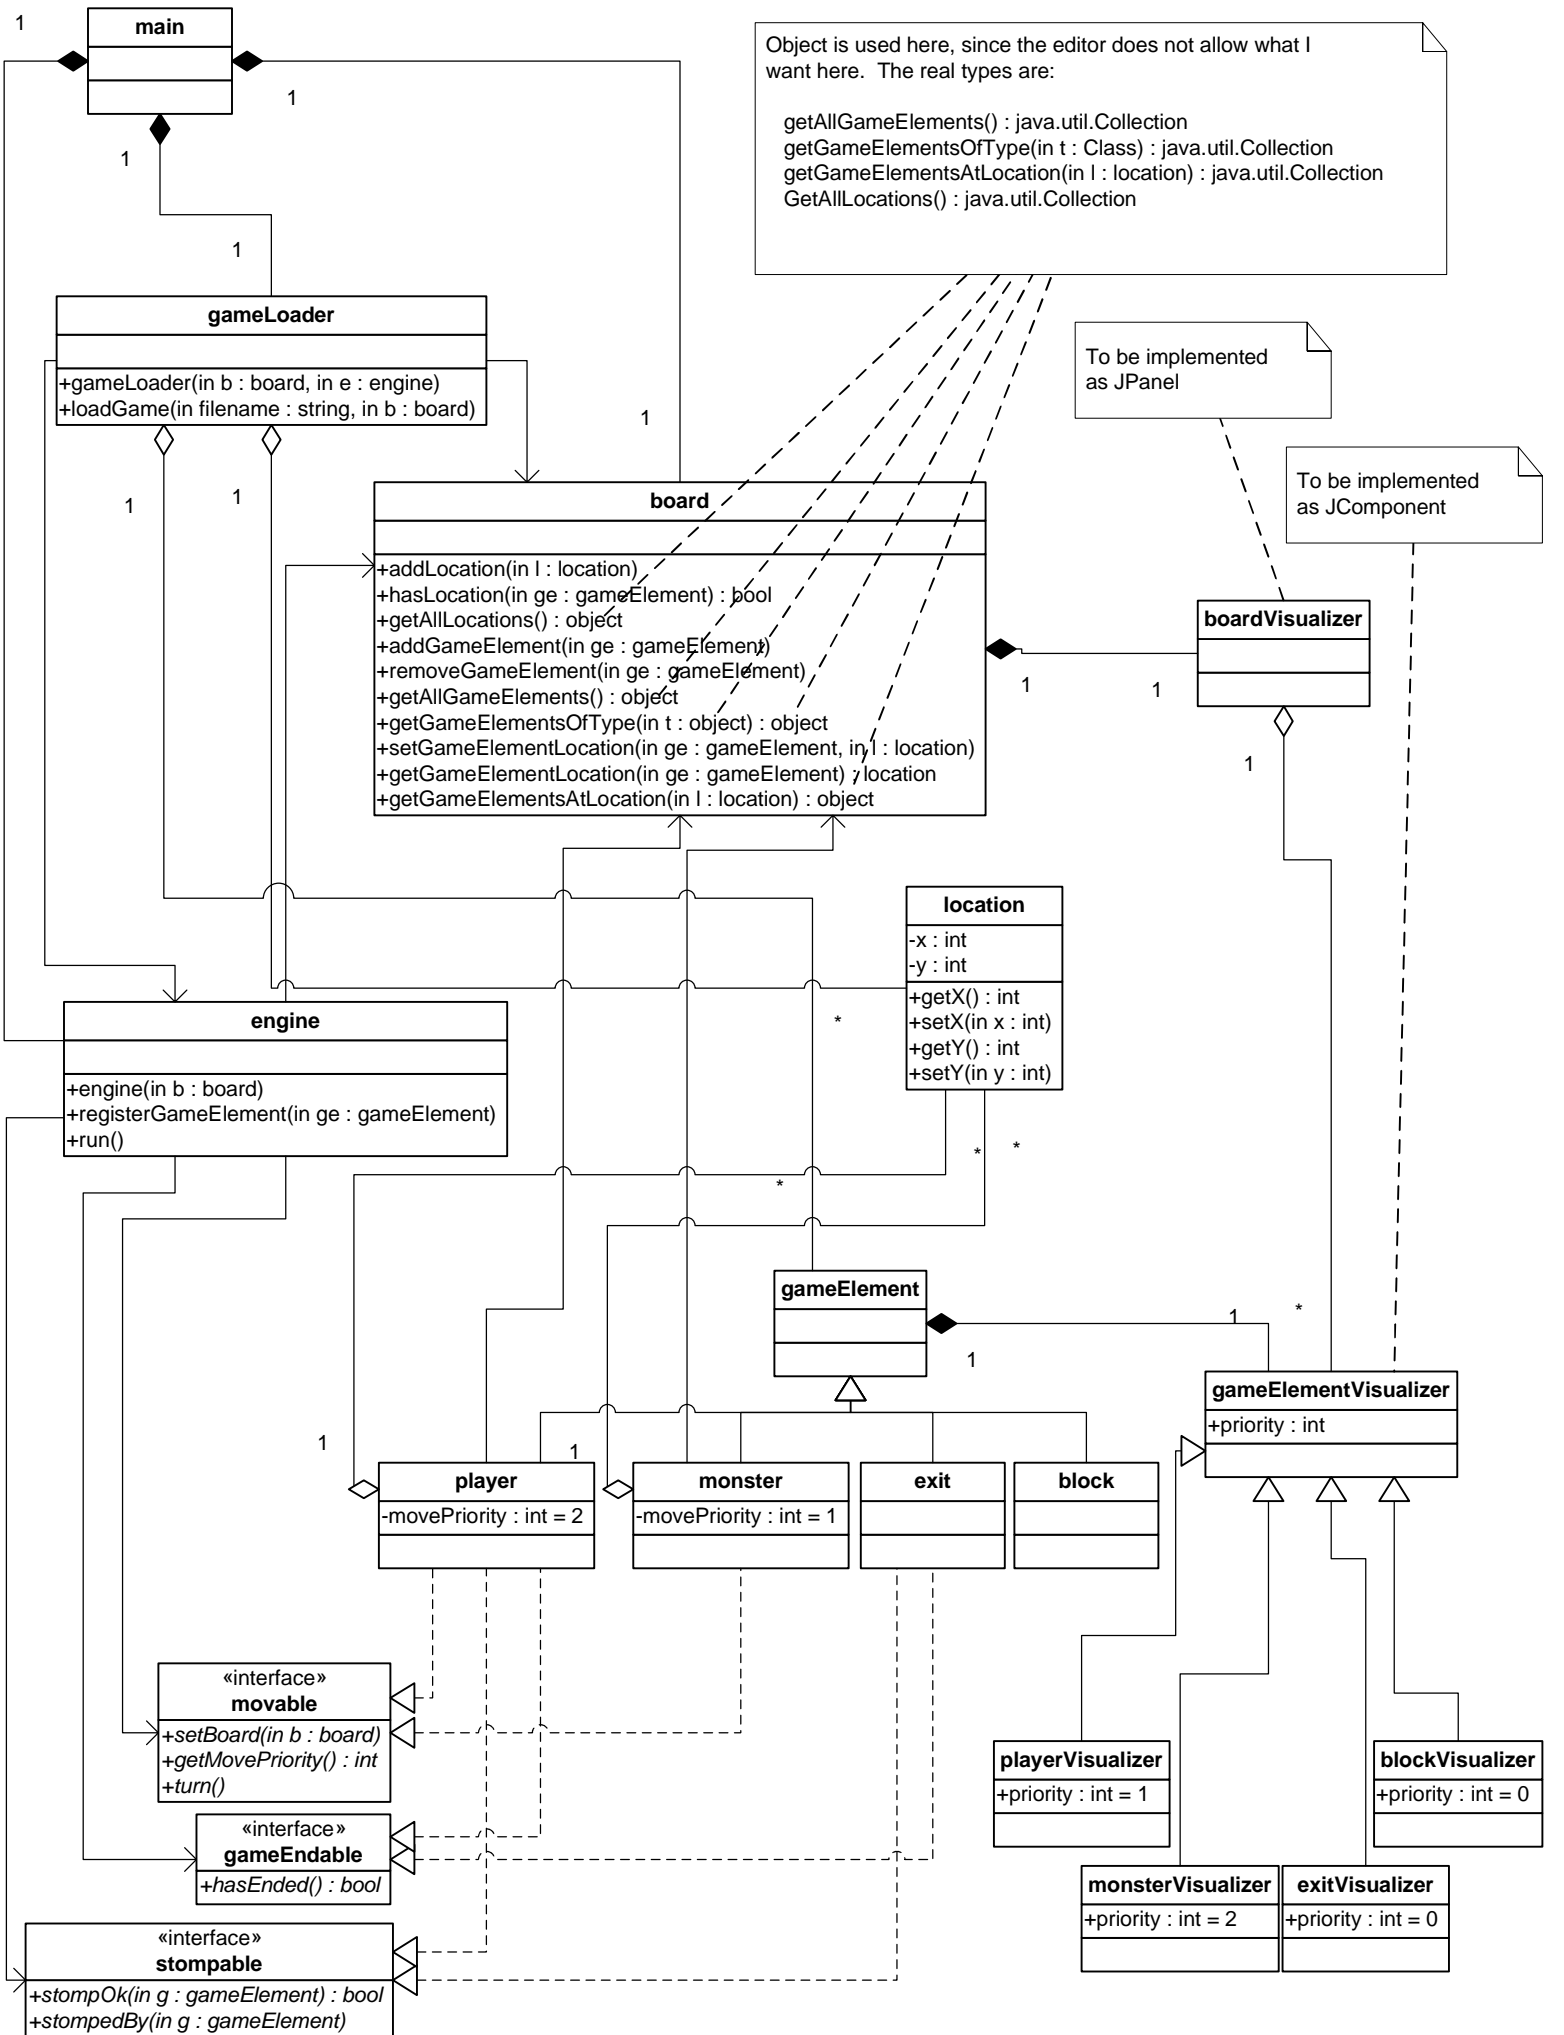 1
main
1
1
Object is used here, since the editor does not allow what I
want here. The real types are:
getAllGameElements() : java.util.Collection
getGameElementsOfType(in t : Class) : java.util.Collection
getGameElementsAtLocation(in l : location) : java.util.Collection
GetAllLocations() : java.util.Collection
1
gameLoader
+gameLoader(in b : board, in e : engine)
+loadGame(in filename : string, in b : board)
To be implemented
as JPanel
1
To be implemented
as JComponent
1
1
board
+addLocation(in l : location)
+hasLocation(in ge : gameElement) : bool
+getAllLocations() : object
+addGameElement(in ge : gameElement)
+removeGameElement(in ge : gameElement)
+getAllGameElements() : object
+getGameElementsOfType(in t : object) : object
+setGameElementLocation(in ge : gameElement, in l : location)
+getGameElementLocation(in ge : gameElement) : location
+getGameElementsAtLocation(in l : location) : object
boardVisualizer
1
1
1
location
-x : int
-y : int
+getX() : int
+setX(in x : int)
+getY() : int
+setY(in y : int)
*
engine
+engine(in b : board)
+registerGameElement(in ge : gameElement)
+run()
*
*
*
gameElement
1
1
*
gameElementVisualizer
+priority : int
1
1
player
-movePriority : int = 2
monster
-movePriority : int = 1
exit
block
«interface»
movable
+setBoard(in b : board)
+getMovePriority() : int
+turn()
playerVisualizer
+priority : int = 1
blockVisualizer
+priority : int = 0
«interface»
gameEndable
+hasEnded() : bool
monsterVisualizer
+priority : int = 2
exitVisualizer
+priority : int = 0
«interface»
stompable
+stompOk(in g : gameElement) : bool
+stompedBy(in g : gameElement)